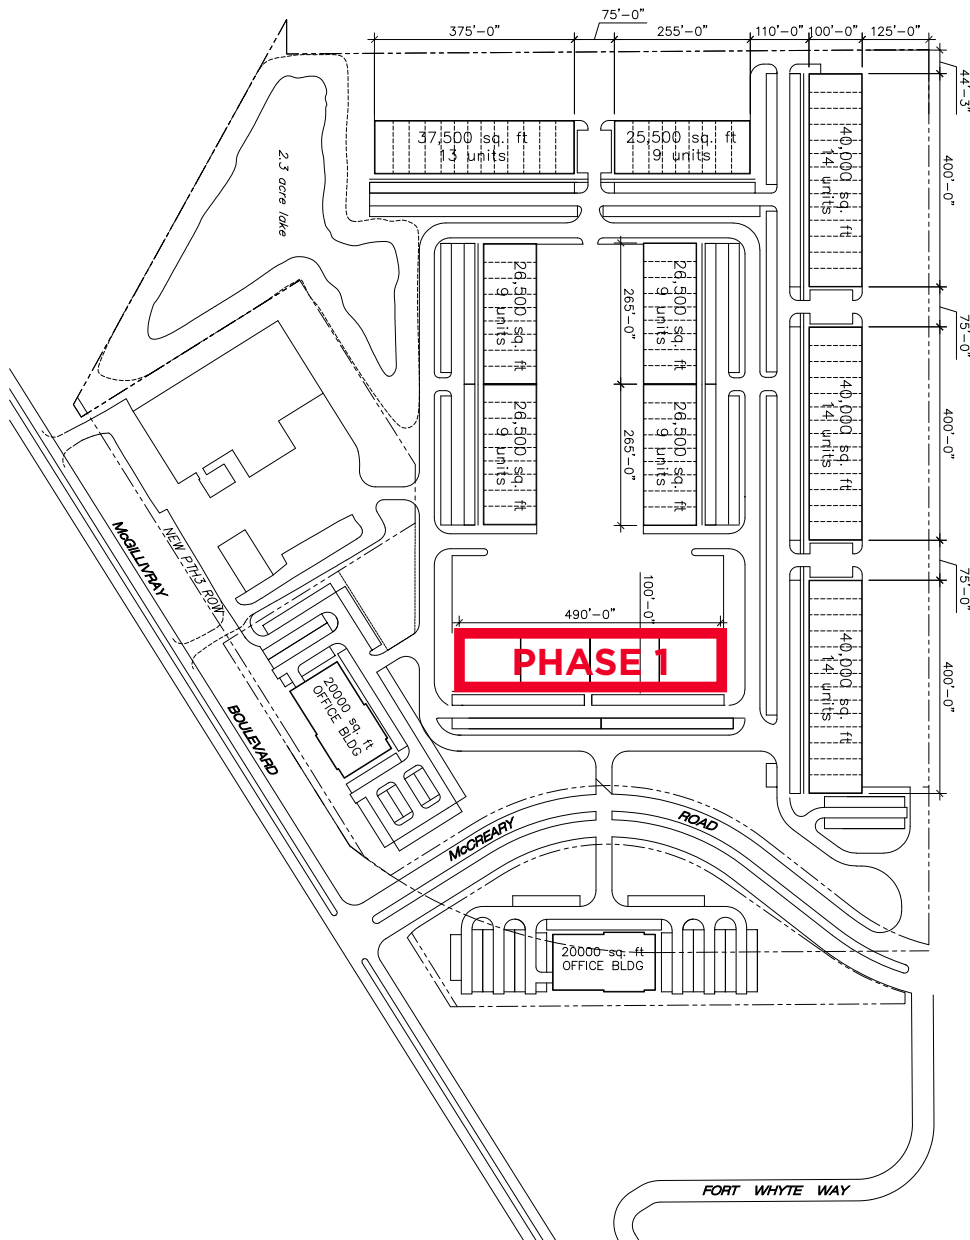 75'-0"
375'-0"
255'-0"
110'-0"
100'-0"
125'-0"
44'-3"
37,500 sq. ft
13 units
25,500 sq. ft
9 units
40,000 sq. ft
14 units
400'-0"
2.3 acre lake
26,500 sq. ft
9 units
265'-0"
26,500 sq. ft
9 units
75'-0"
26,500 sq. ft
9 units
265'-0"
26,500 sq. ft
9 units
40,000 sq. ft
14 units
400'-0"
McGILLIVRAY
NEW PTH3 ROW
75'-0"
100'-0"
490'-0"
PHASE 1
40,000 sq. ft
14 units
400'-0"
20000 sq. ft
OFFICE BLDG
BOULEVARD
McCREARY
ROAD
20000 sq. ft
OFFICE BLDG
FORT WHYTE WAY